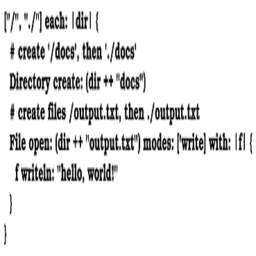 ["/", "./"] each: |dir| {
# create '/docs', then './docs'
Directory create: (dir ++ "docs")
# create files /output.txt, then ./output.txt
File open: (dir ++ "output.txt") modes: ['write] with: |f| {
f writeln: "hello, world!"
}
}